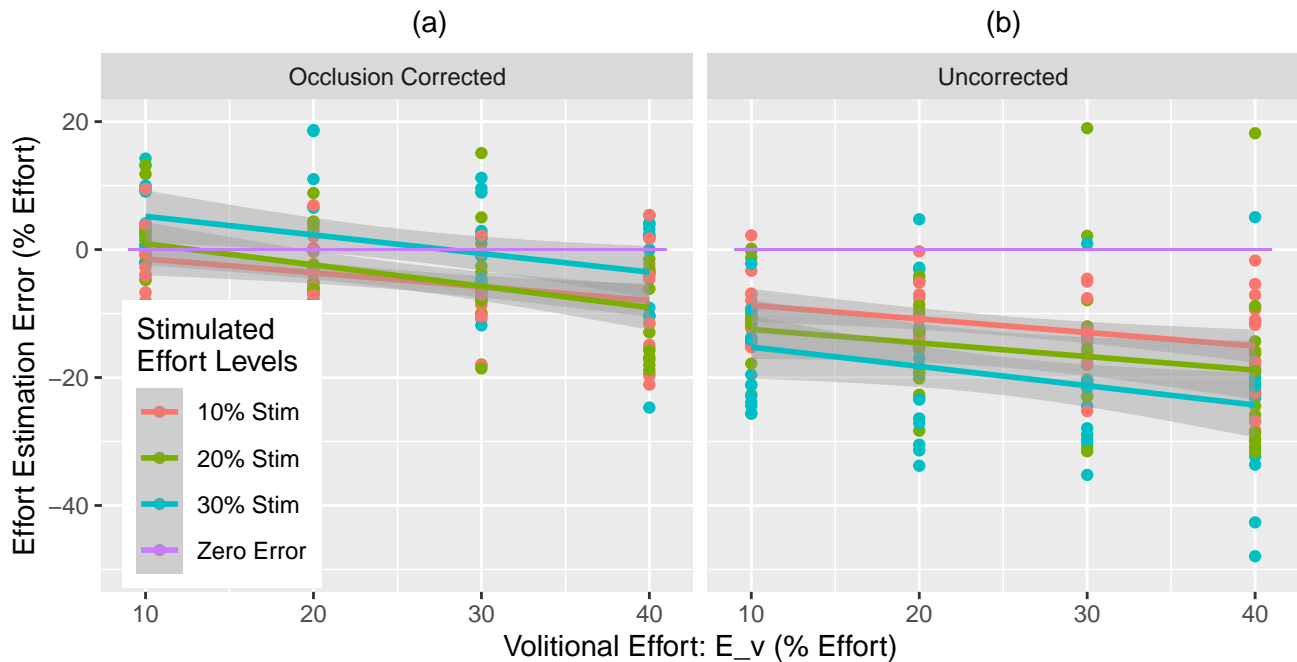 (a)
(b)
Occlusion Corrected
Uncorrected
Effort Estimation Error (% Effort)
20
0
−20
−40
Stimulated
Effort Levels
10% Stim
20% Stim
30% Stim
Zero Error
10
20
30
40
10
20
30
40
Volitional Effort: E_v (% Effort)